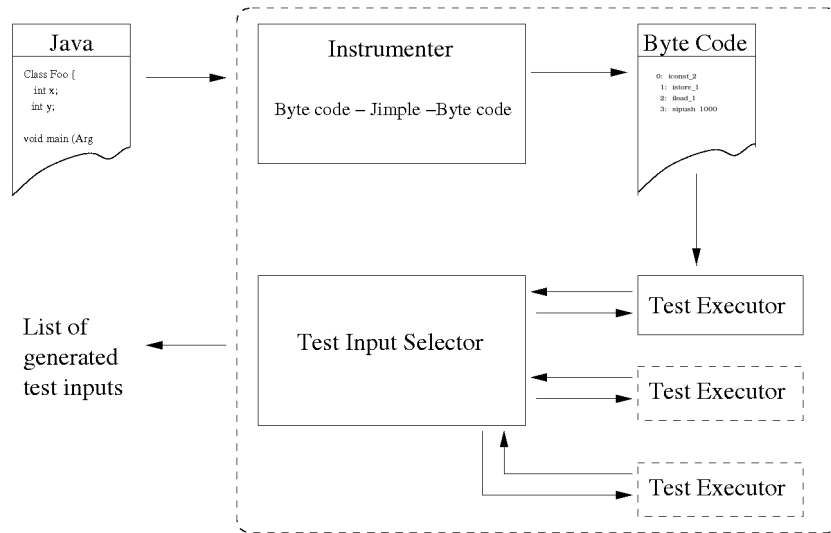 Java
Class Foo {
int x;
int y;
void main (Arg
Instrumenter
Byte code – Jimple –Byte code
Byte Code
0: iconst_2
1: istore_1
2: iload_1
3: sipush 1000
Test Input Selector
Test Executor
Test Executor
Test Executor
List of
generated
test inputs